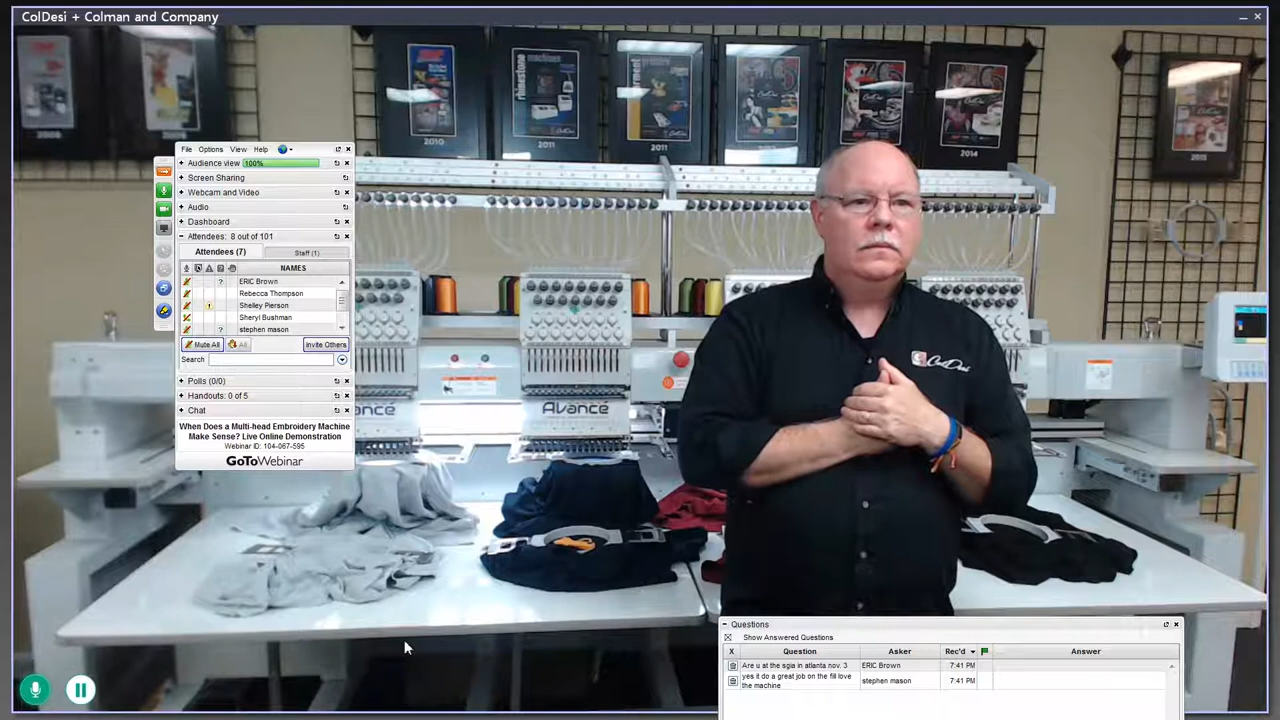 ColDesi + Colman and Company
2010
2011
2011
2014
File Options View Help
Audience view 100%
Screen Sharing
Webcam and Video
Audio
Dashboard
Attendees: 8 out of 101
Attendees (7) Staff (1)
NAMES
? ERIC Brown
Rebecca Thompson
! Shelley Pierson
Sheryl Bushman
? stephen mason
Mute All All Invite Others
Search
Polls (0/0)
Handouts: 0 of 5
Chat
When Does a Multi-head Embroidery Machine
Make Sense? Live Online Demonstration
Webinar ID: 104-067-595
GoToWebinar
Avancé
ColDesi
Questions
Show Answered Questions
X Question Asker Rec'd Answer
Are u at the sgia in atlanta nov. 3 ERIC Brown 7:41 PM
yes it do a great job on the fill love
the machine stephen mason 7:41 PM